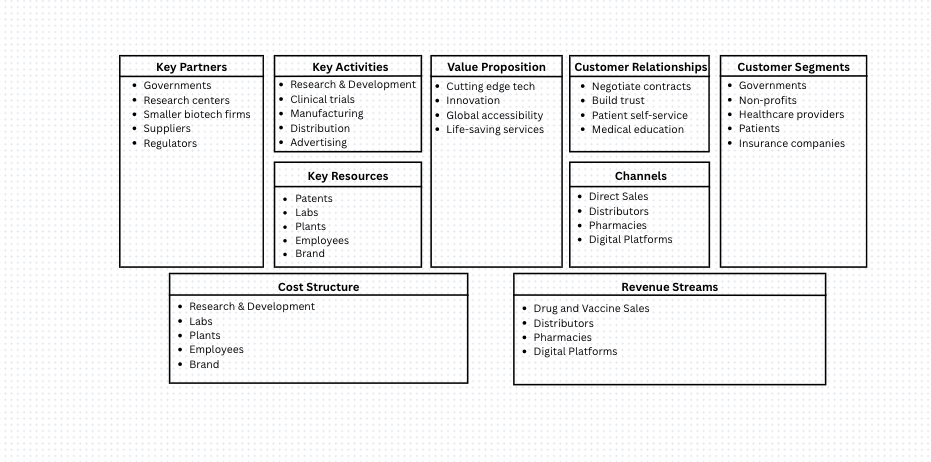 Key Partners
Governments
Research centers
Smaller biotech firms
Suppliers
Regulators
Key Activities
Research & Development
Clinical trials
Manufacturing
Distribution
Advertising
Key Resources
Patents
Labs
Plants
Employees
Brand
Value Proposition
Cutting edge tech
Innovation
Global accessibility
Life-saving services
Customer Relationships
Negotiate contracts
Build trust
Patient self-service
Medical education
Channels
Direct Sales
Distributors
Pharmacies
Digital Platforms
Customer Segments
Governments
Non-profits
Healthcare providers
Patients
Insurance companies
Cost Structure
Research & Development
Labs
Plants
Employees
Brand
Revenue Streams
Drug and Vaccine Sales
Distributors
Pharmacies
Digital Platforms